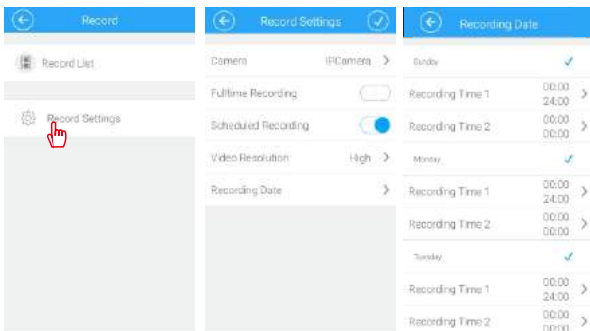 Record
Record List
Record Settings
Record Settings
Camera IPCamera
Fulltime Recording
Scheduled Recording
Video Resolution High
Recording Date
Recording Date
Sunday
Recording Time 1 00:00 24:00
Recording Time 2 00:00 00:00
Monday
Recording Time 1 00:00 24:00
Recording Time 2 00:00 00:00
Tuesday
Recording Time 1 00:00 24:00
Recording Time 2 00:00 00:00